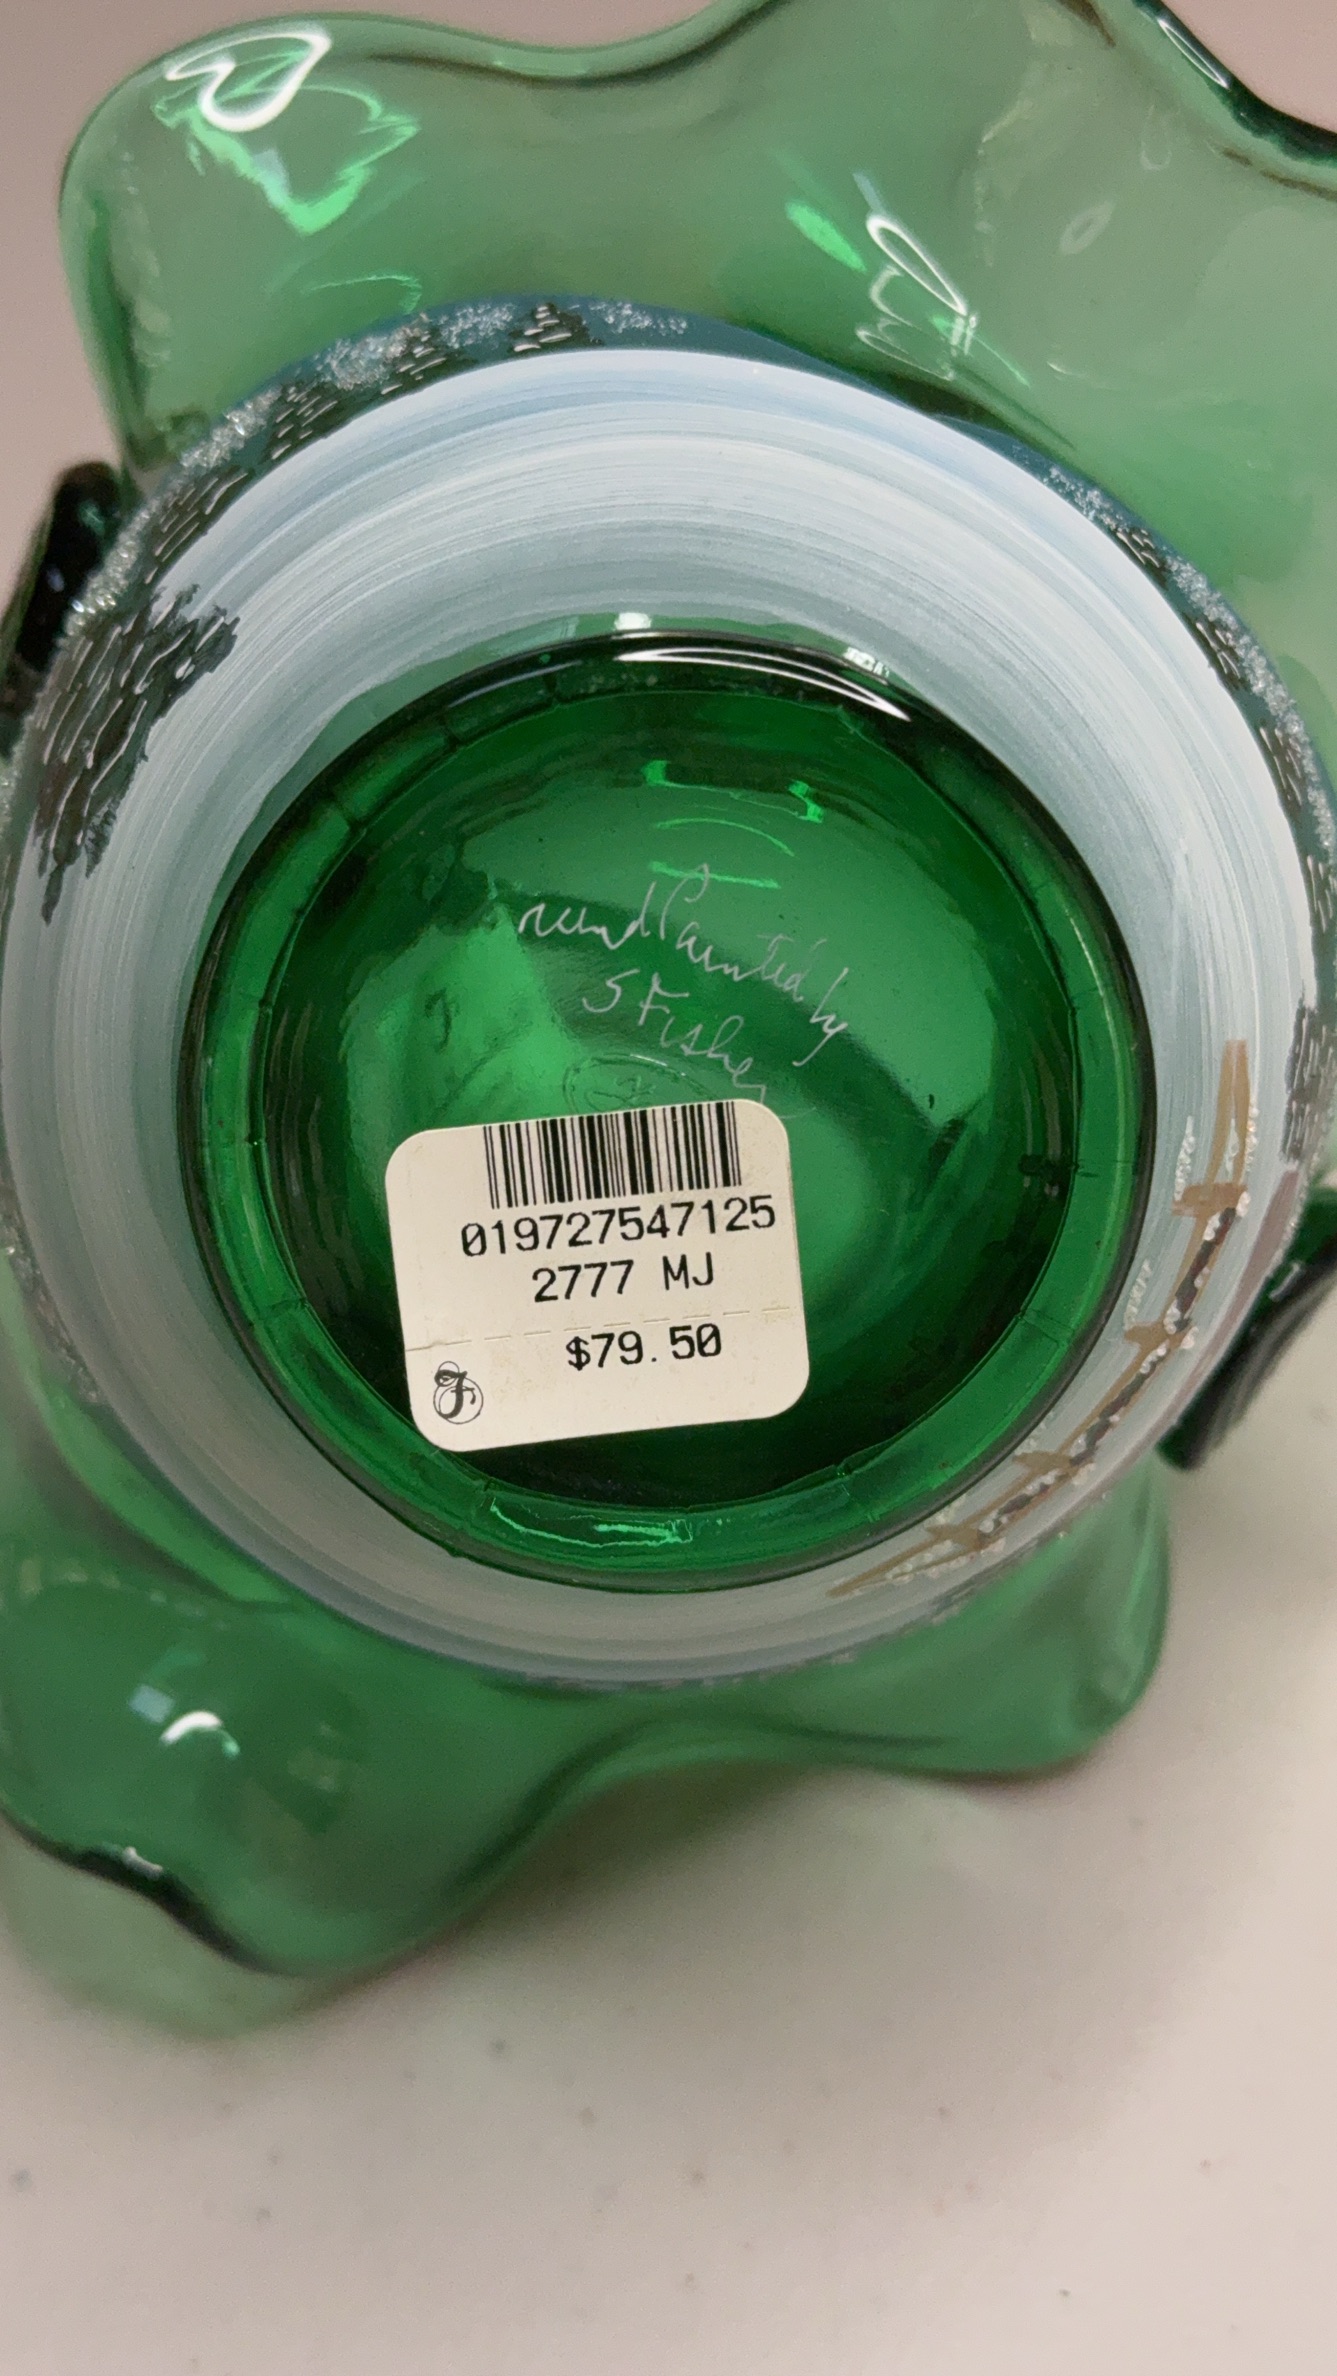 Hand Painted by
S Fisher
019727547125
2777 MJ
$79.50
F